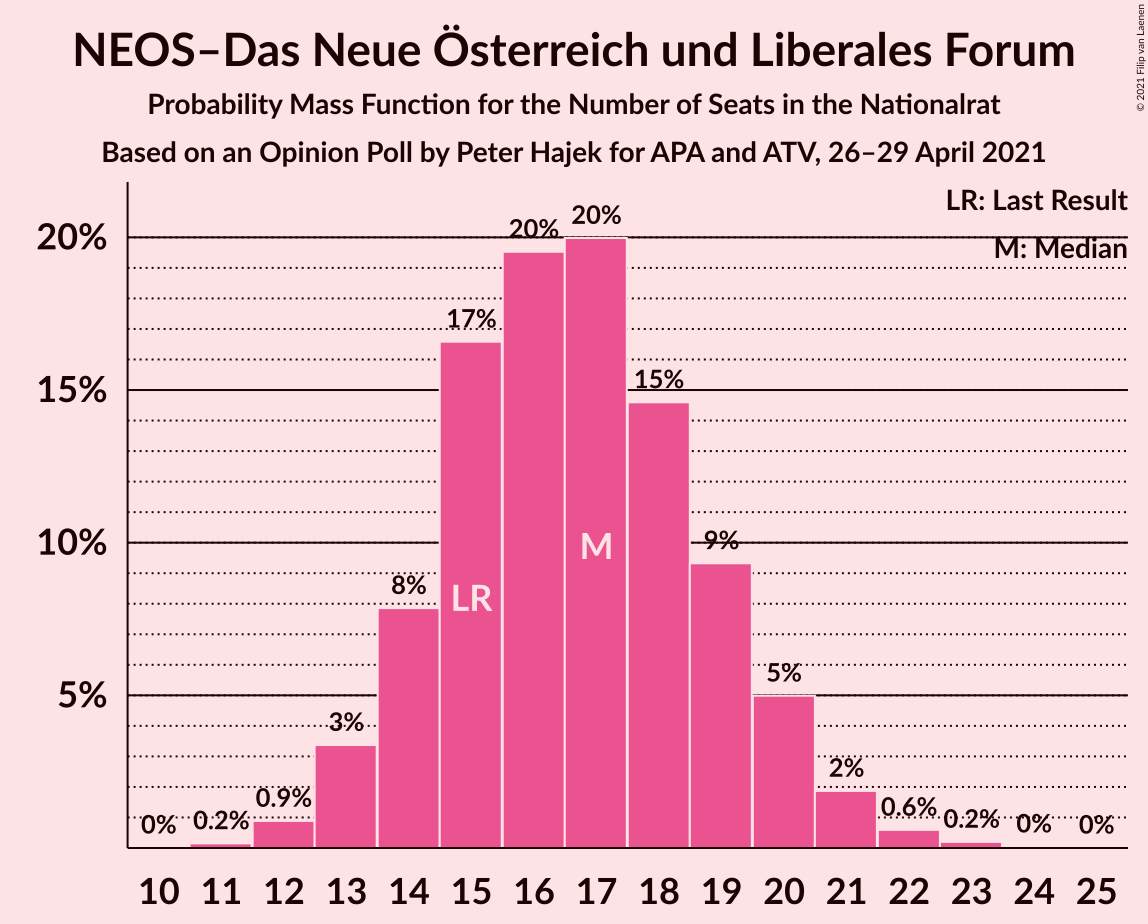 NEOS–Das Neue Österreich und Liberales Forum
Probability Mass Function for the Number of Seats in the Nationalrat
Based on an Opinion Poll by Peter Hajek for APA and ATV, 26–29 April 2021
© 2021 Filip van Laenen
LR: Last Result
M: Median
20%
15%
10%
5%
0%
0.2%
0.9%
3%
8%
17%
20%
20%
15%
9%
5%
2%
0.6%
0.2%
0%
0%
LR
M
10 11 12 13 14 15 16 17 18 19 20 21 22 23 24 25